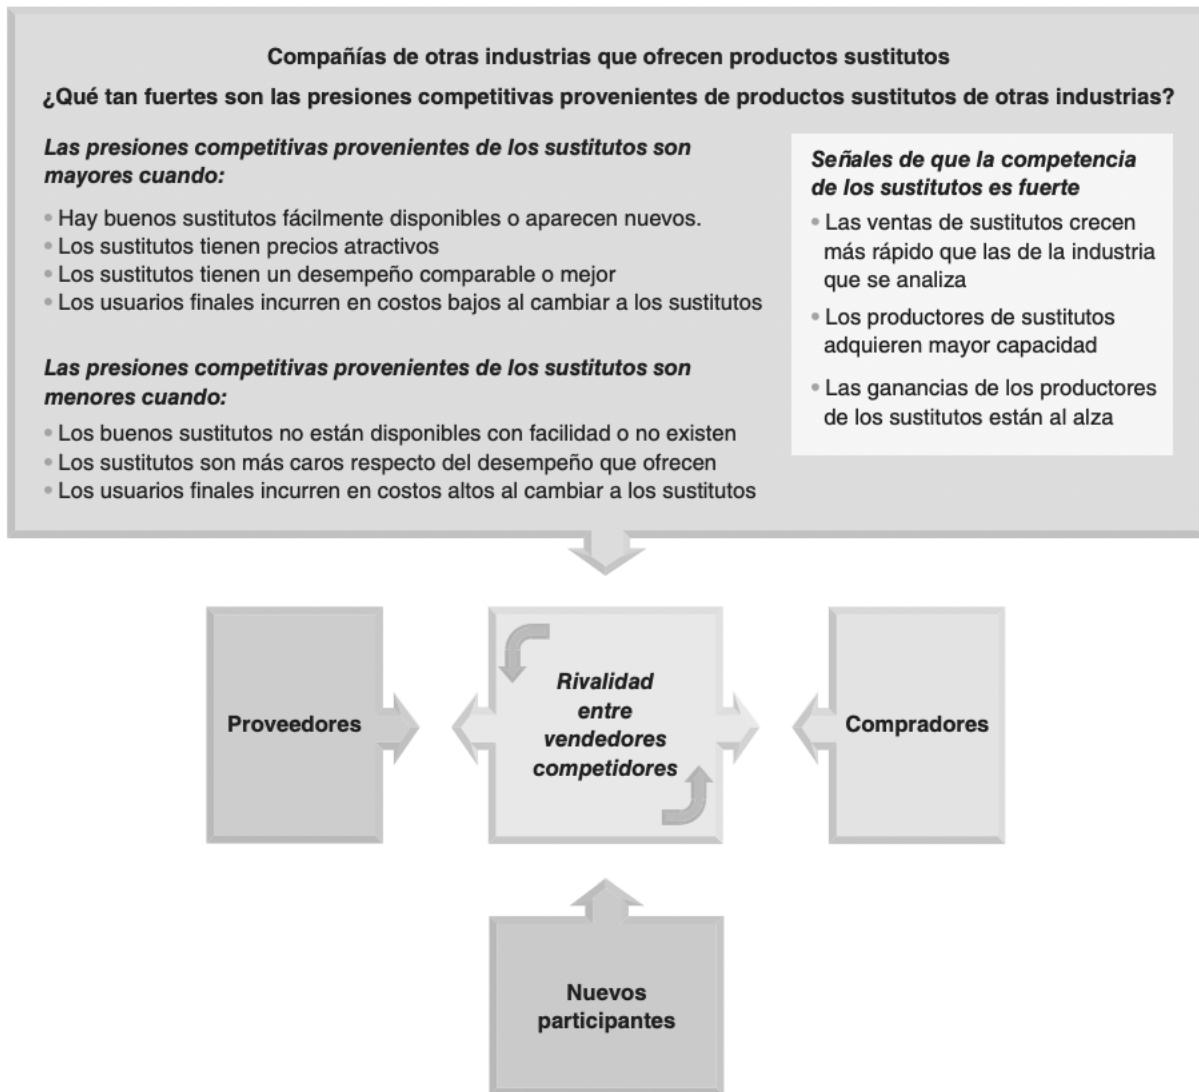 Compañías de otras industrias que ofrecen productos sustitutos
¿Qué tan fuertes son las presiones competitivas provenientes de productos sustitutos de otras industrias?
Las presiones competitivas provenientes de los sustitutos son
mayores cuando:
• Hay buenos sustitutos fácilmente disponibles o aparecen nuevos.
• Los sustitutos tienen precios atractivos
• Los sustitutos tienen un desempeño comparable o mejor
• Los usuarios finales incurren en costos bajos al cambiar a los sustitutos
Las presiones competitivas provenientes de los sustitutos son
menores cuando:
• Los buenos sustitutos no están disponibles con facilidad o no existen
• Los sustitutos son más caros respecto del desempeño que ofrecen
• Los usuarios finales incurren en costos altos al cambiar a los sustitutos
Señales de que la competencia
de los sustitutos es fuerte
• Las ventas de sustitutos crecen
más rápido que las de la industria
que se analiza
• Los productores de sustitutos
adquieren mayor capacidad
• Las ganancias de los productores
de los sustitutos están al alza
Proveedores
Rivalidad
entre
vendedores
competidores
Compradores
Nuevos
participantes